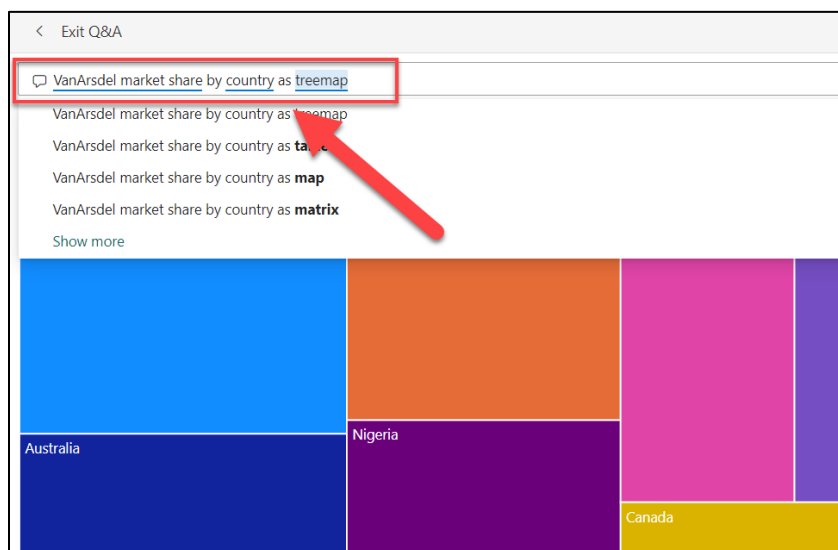 Exit Q&A
VanArsdel market share by country as treemap
VanArsdel market share by country as treemap
VanArsdel market share by country as
VanArsdel market share by country as map
VanArsdel market share by country as matrix
Show more
Australia
Nigeria
Canada